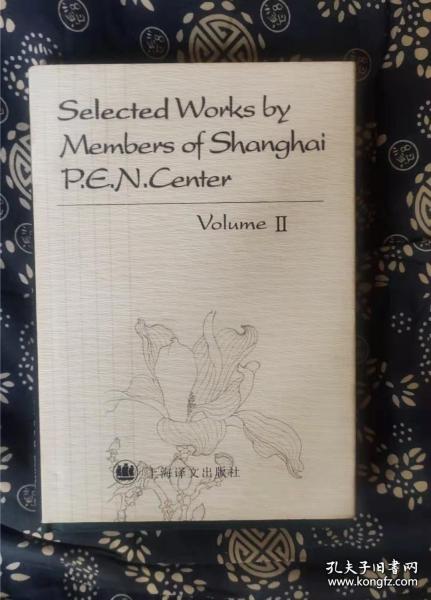 Selected Works by
Members of Shanghai
P.E.N.Center
Volume II
上海译文出版社
孔夫子旧书网
www.kongfz.com